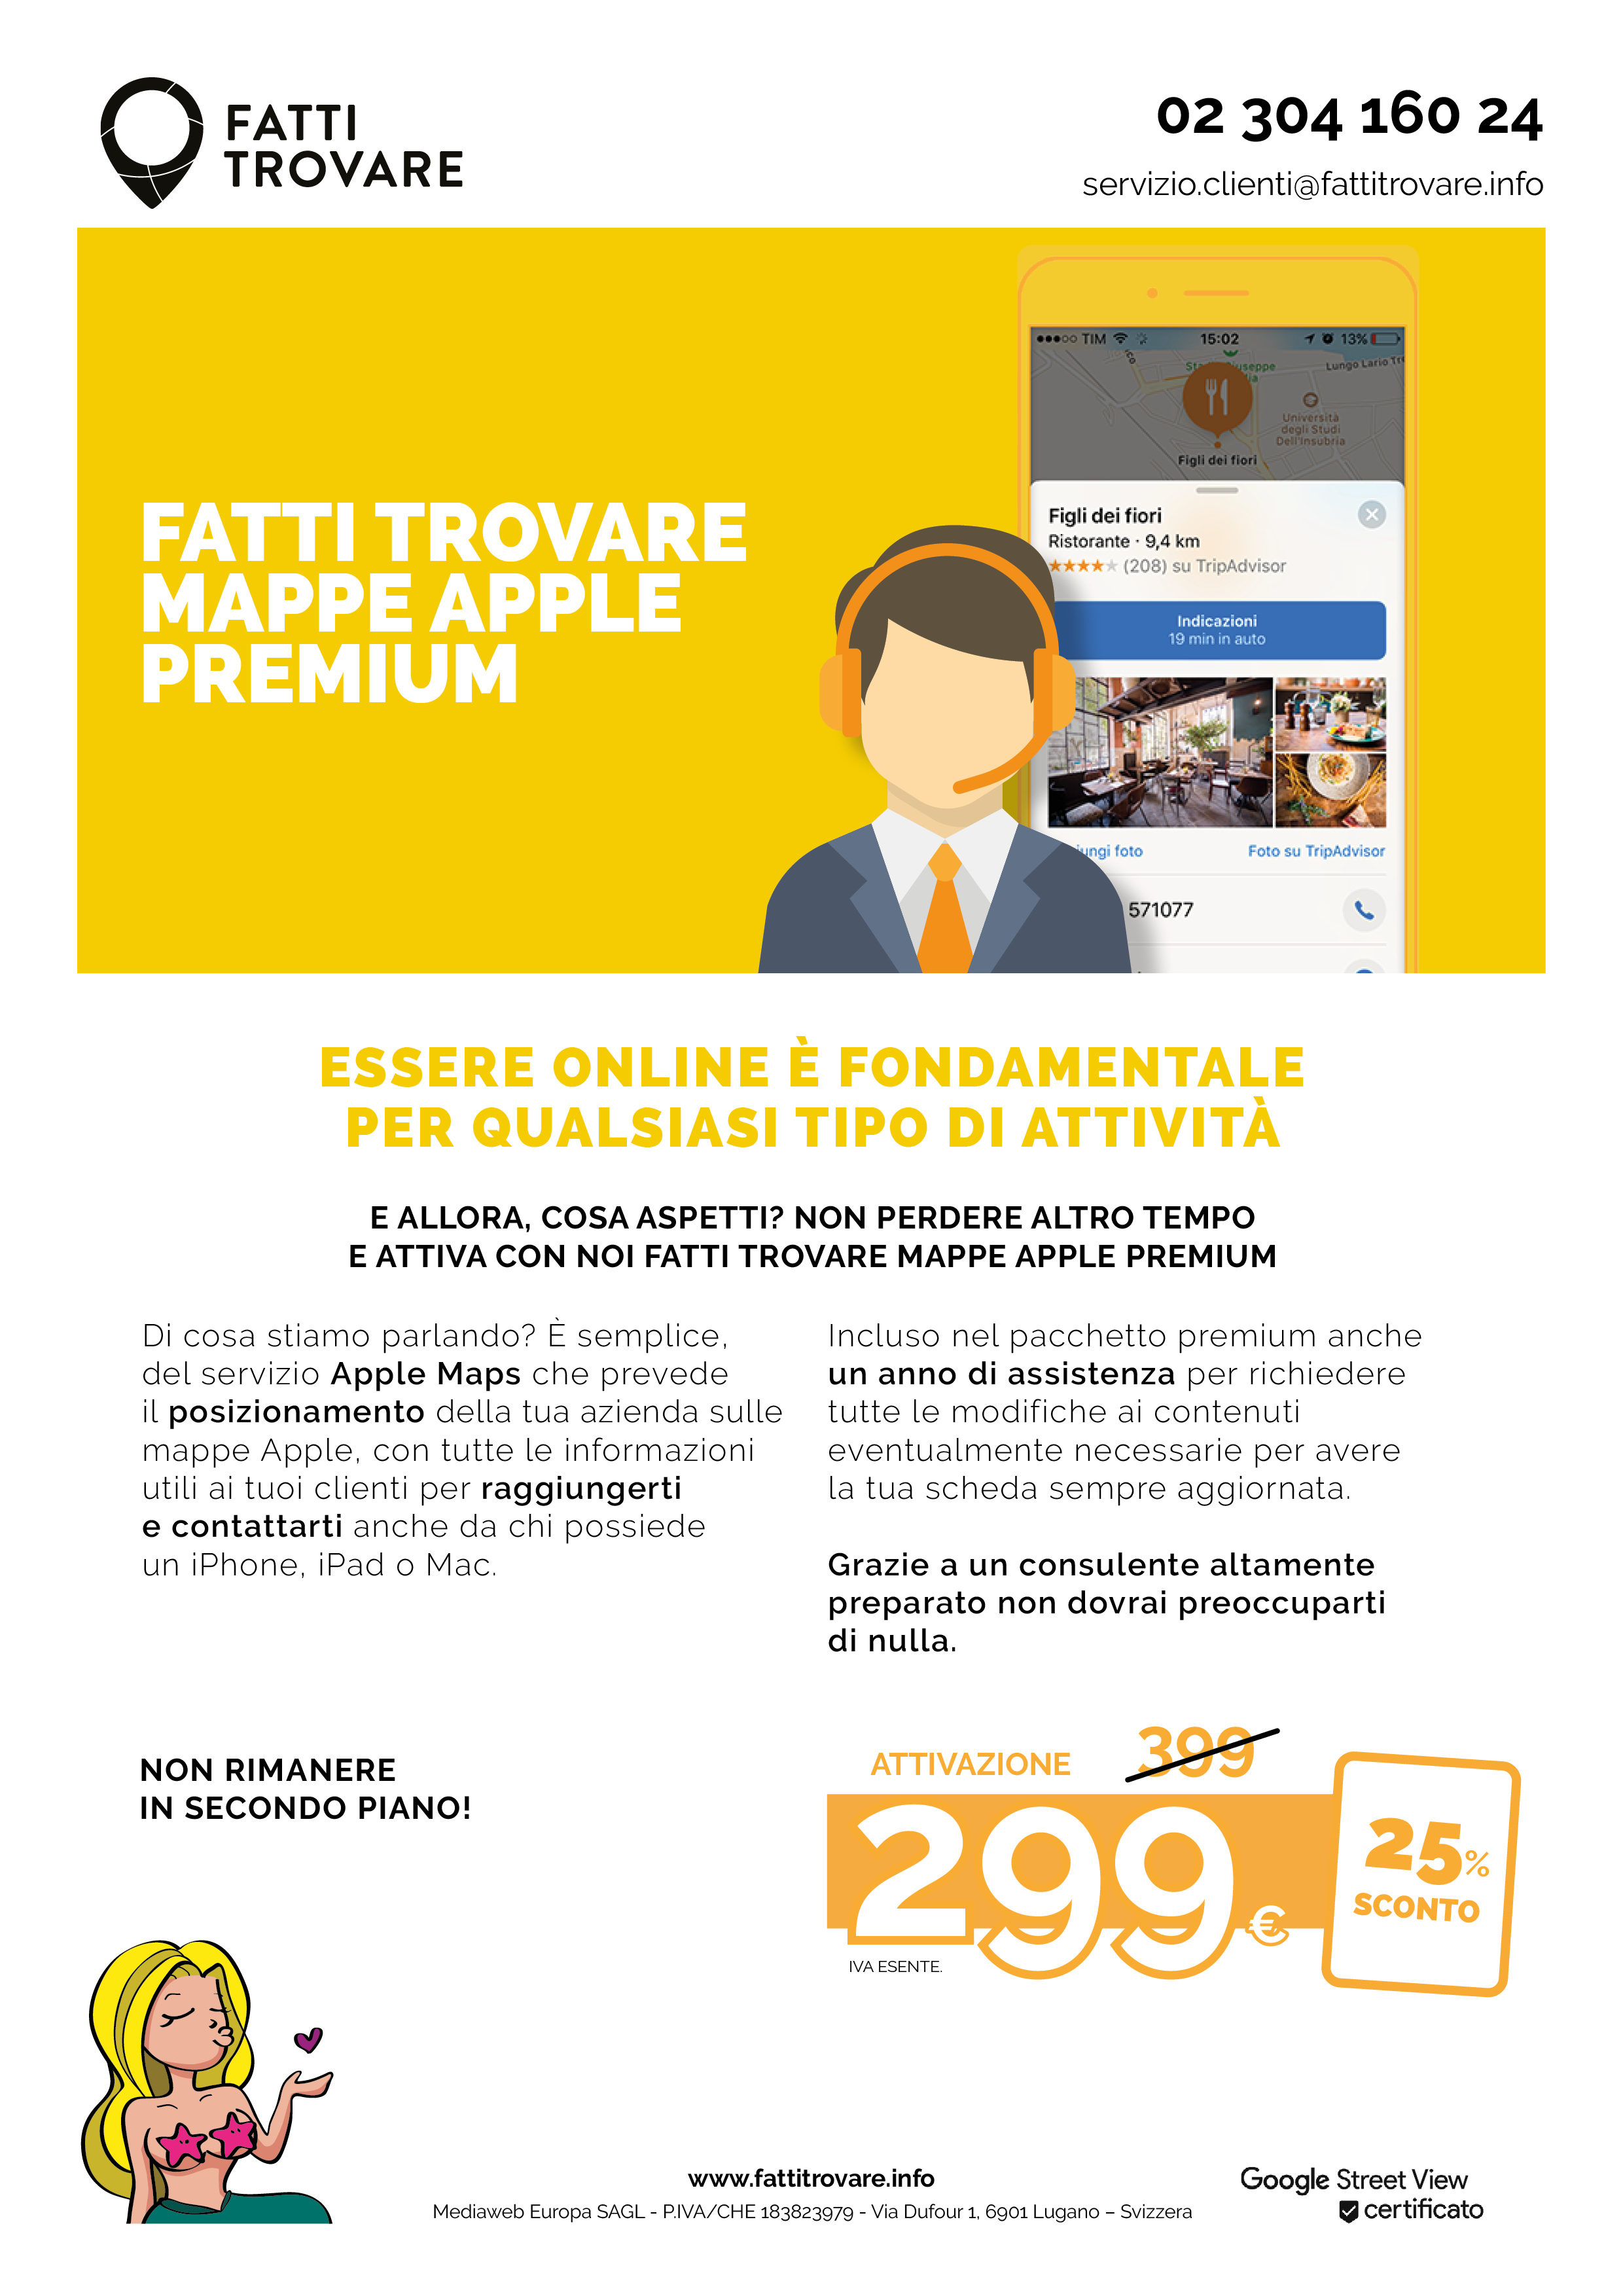 FATTI
TROVARE
02 304 160 24
servizio.clienti@fattitrovare.info
FATTI TROVARE
MAPPE APPLE
PREMIUM
TIM 15:02 13%
Giuseppe
Lungo Lario
Università
degli Studi
Dell'Insubria
Figli dei fiori
Figli dei fiori
Ristorante · 9,4 km
★★★★★ (208) su TripAdvisor
Indicazioni
19 min in auto
foto Foto su TripAdvisor
571077
ESSERE ONLINE È FONDAMENTALE
PER QUALSIASI TIPO DI ATTIVITÀ
E ALLORA, COSA ASPETTI? NON PERDERE ALTRO TEMPO
E ATTIVA CON NOI FATTI TROVARE MAPPE APPLE PREMIUM
Di cosa stiamo parlando? È semplice,
del servizio Apple Maps che prevede
il posizionamento della tua azienda sulle
mappe Apple, con tutte le informazioni
utili ai tuoi clienti per raggiungerti
e contattarti anche da chi possiede
un iPhone, iPad o Mac.
Incluso nel pacchetto premium anche
un anno di assistenza per richiedere
tutte le modifiche ai contenuti
eventualmente necessarie per avere
la tua scheda sempre aggiornata.
Grazie a un consulente altamente
preparato non dovrai preoccuparti
di nulla.
NON RIMANERE
IN SECONDO PIANO!
ATTIVAZIONE 399
299 €
IVA ESENTE.
25%
SCONTO
www.fattitrovare.info
Mediaweb Europa SAGL - P.IVA/CHE 183823979 - Via Dufour 1, 6901 Lugano – Svizzera
Google Street View
certificato